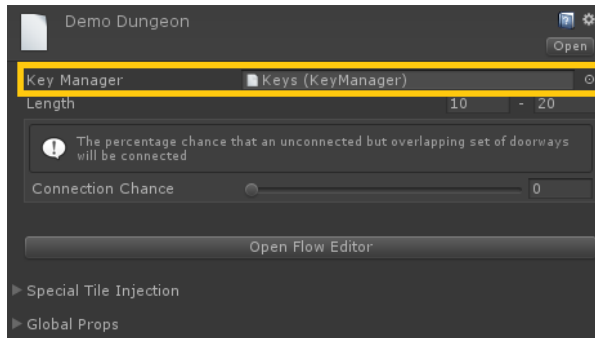 Demo Dungeon
Open
Key Manager Keys (KeyManager)
Length 10 - 20
The percentage chance that an unconnected but overlapping set of doorways
will be connected
Connection Chance 0
Open Flow Editor
Special Tile Injection
Global Props